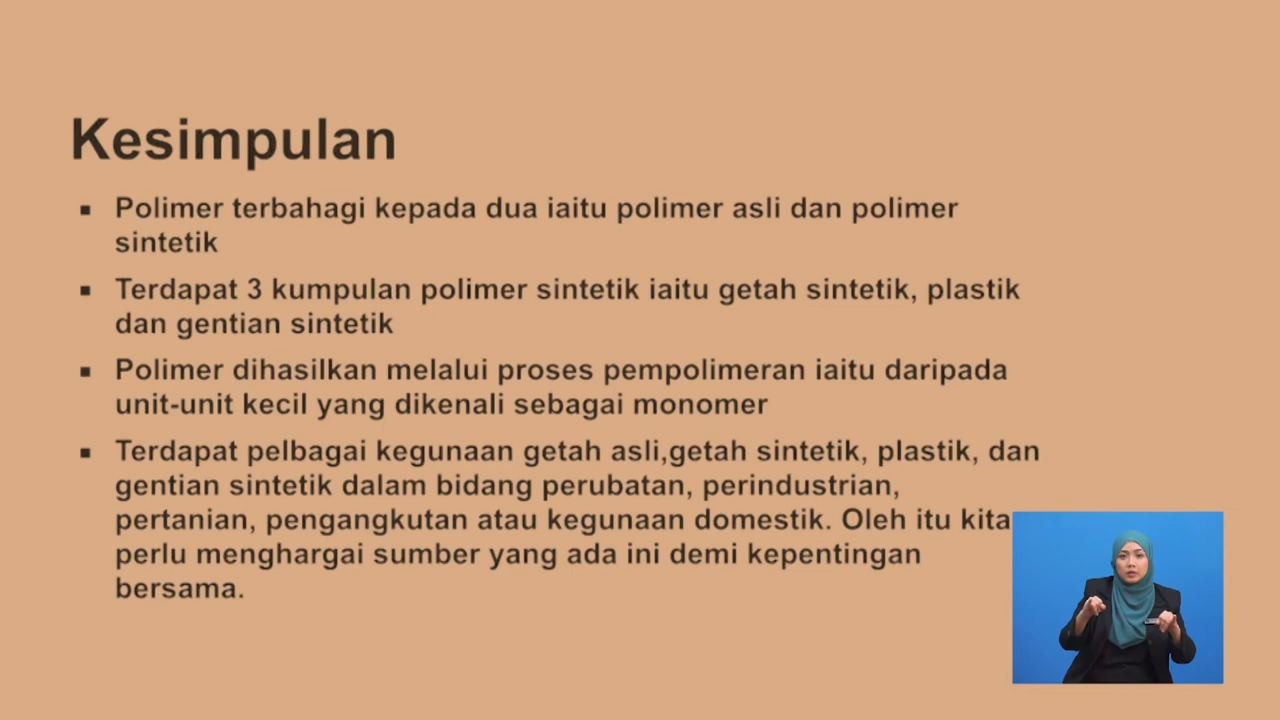 Kesimpulan
Polimer terbahagi kepada dua iaitu polimer asli dan polimer
sintetik
Terdapat 3 kumpulan polimer sintetik iaitu getah sintetik, plastik
dan gentian sintetik
Polimer dihasilkan melalui proses pempolimeran iaitu daripada
unit-unit kecil yang dikenali sebagai monomer
Terdapat pelbagai kegunaan getah asli,getah sintetik, plastik, dan
gentian sintetik dalam bidang perubatan, perindustrian,
pertanian, pengangkutan atau kegunaan domestik. Oleh itu kita
perlu menghargai sumber yang ada ini demi kepentingan
bersama.